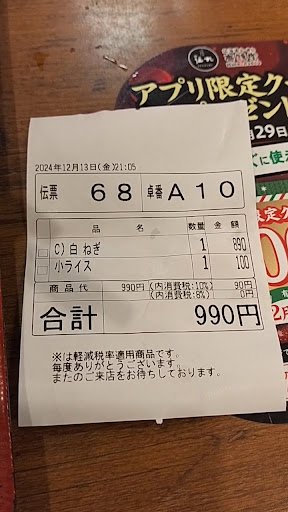 アプリ限定ク
2024年12月13日(金)21:05
伝票 68 卓番 A10
品 名 数量 金額
C) 白 ねぎ 1 890
小ライス 1 100
商品代 990円 (内消費税:10%) 90円
(内消費税:8%) 0円
合計 990円
※は軽減税率適用商品です。
毎度ありがとうございます。
またのご来店をお待ちしております。
月29日